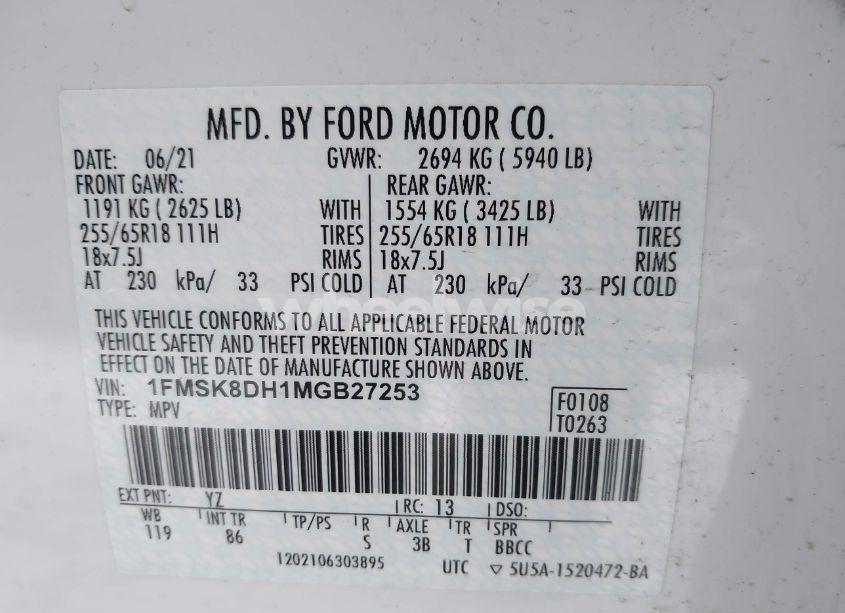 MFD. BY FORD MOTOR CO.
DATE: 06/21 GVWR: 2694 KG ( 5940 LB)
FRONT GAWR: REAR GAWR:
1191 KG ( 2625 LB) WITH 1554 KG ( 3425 LB) WITH
255/65R18 111H TIRES 255/65R18 111H TIRES
18x7.5J RIMS 18x7.5J RIMS
AT 230 kPa/ 33 PSI COLD AT 230 kPa/ 33 PSI COLD
wheelwise
THIS VEHICLE CONFORMS TO ALL APPLICABLE FEDERAL MOTOR
VEHICLE SAFETY AND THEFT PREVENTION STANDARDS IN
EFFECT ON THE DATE OF MANUFACTURE SHOWN ABOVE.
VIN: 1FMSK8DH1MGB27253
TYPE: MPV
F0108
T0263
EXT PNT: YZ RC: 13 DSO:
WB INT TR TP/PS R AXLE TR SPR
119 86 S 3B T BBCC
1202106303895 UTC ▽ 5U5A-1520472-BA